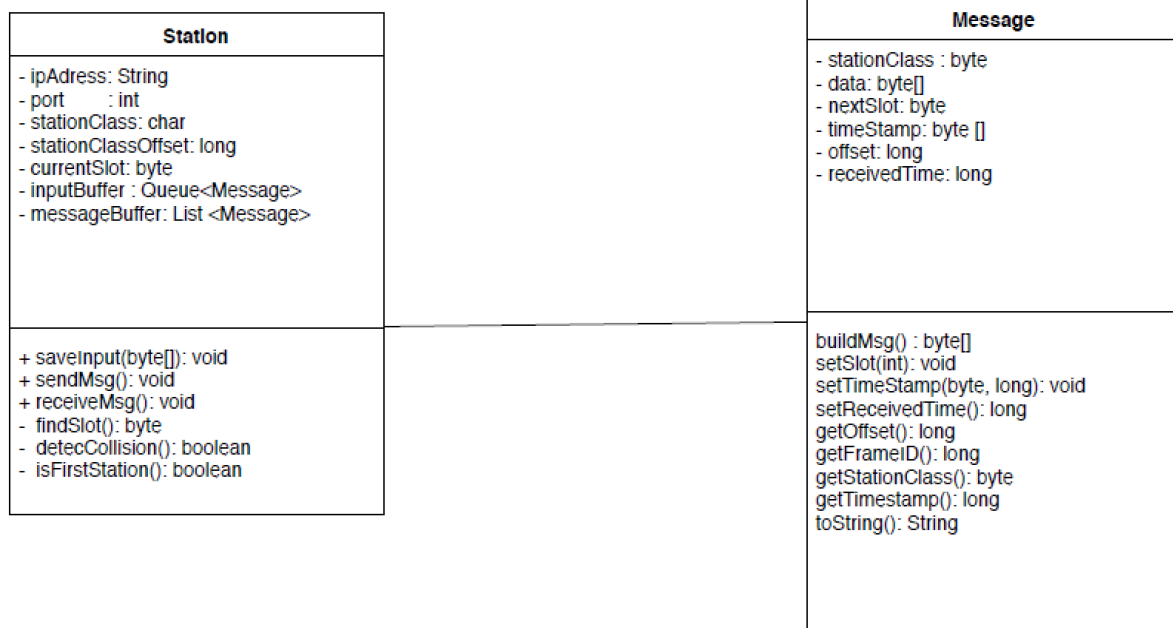 Station
- ipAdress: String
- port : int
- stationClass: char
- stationClassOffset: long
- currentSlot: byte
- inputBuffer : Queue<Message>
- messageBuffer: List <Message>
+ saveInput(byte[]): void
+ sendMsg(): void
+ receiveMsg(): void
- findSlot(): byte
- detecCollision(): boolean
- isFirstStation(): boolean
Message
- stationClass : byte
- data: byte[]
- nextSlot: byte
- timeStamp: byte []
- offset: long
- receivedTime: long
buildMsg() : byte[]
setSlot(int): void
setTimeStamp(byte, long): void
setReceivedTime(): long
getOffset(): long
getFrameID(): long
getStationClass(): byte
getTimestamp(): long
toString(): String